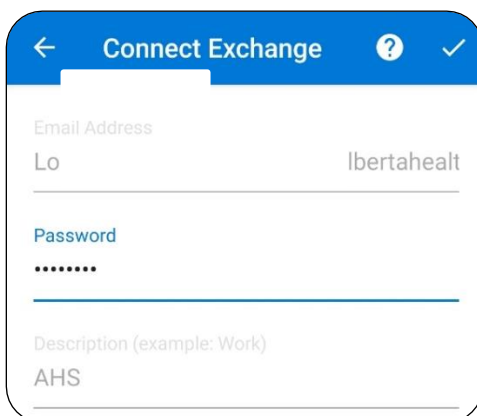 Connect Exchange ?
Email Address
Lo lbertahealt
Password
••••••••
Description (example: Work)
AHS